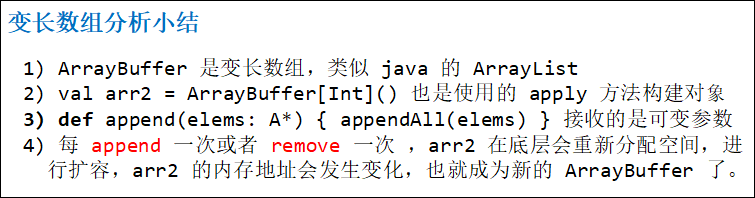 变长数组分析小结
1) ArrayBuffer 是变长数组，类似 java 的 ArrayList
2) val arr2 = ArrayBuffer[Int]() 也是使用的 apply 方法构建对象
3) def append(elems: A*) { appendAll(elems) } 接收的是可变参数
4) 每 append 一次或者 remove 一次 ，arr2 在底层会重新分配空间，进
行扩容，arr2 的内存地址会发生变化，也就成为新的 ArrayBuffer 了。